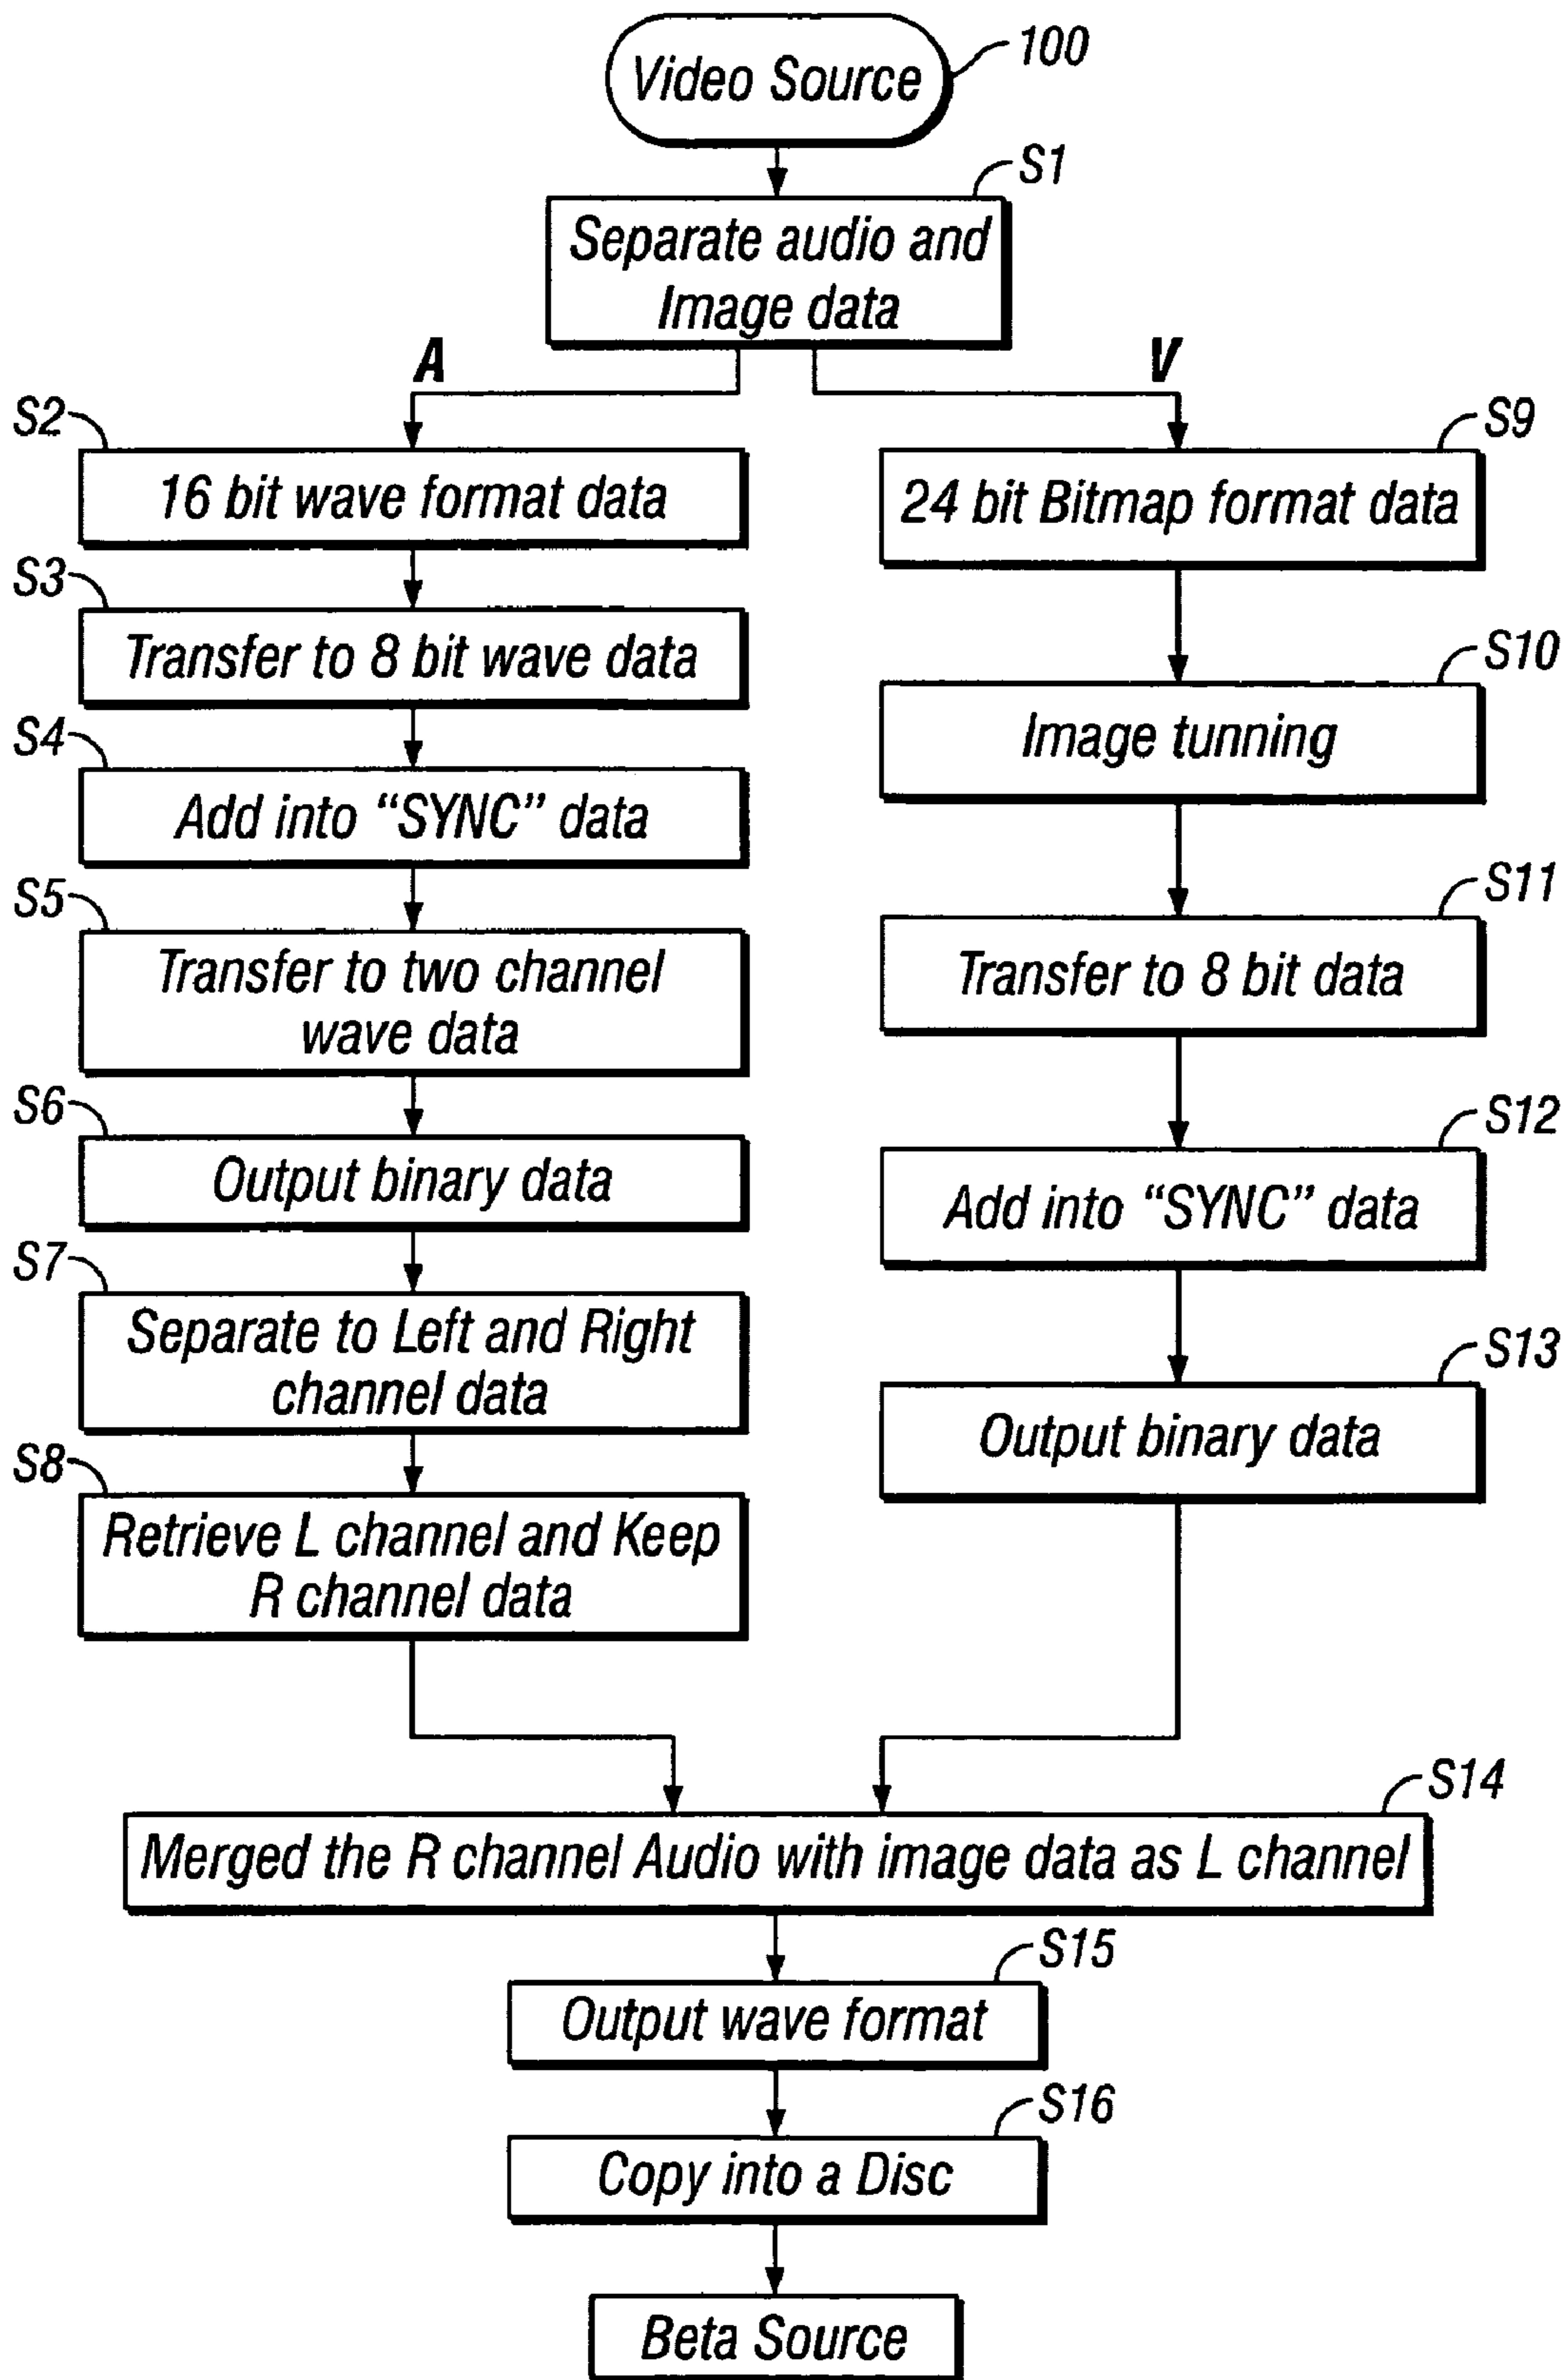 Video Source
100
S1
Separate audio and
Image data
A
V
S2
16 bit wave format data
S3
Transfer to 8 bit wave data
S4
Add into “SYNC” data
S5
Transfer to two channel
wave data
S6
Output binary data
S7
Separate to Left and Right
channel data
S8
Retrieve L channel and Keep
R channel data
S9
24 bit Bitmap format data
S10
Image tunning
S11
Transfer to 8 bit data
S12
Add into “SYNC” data
S13
Output binary data
S14
Merged the R channel Audio with image data as L channel
S15
Output wave format
S16
Copy into a Disc
Beta Source